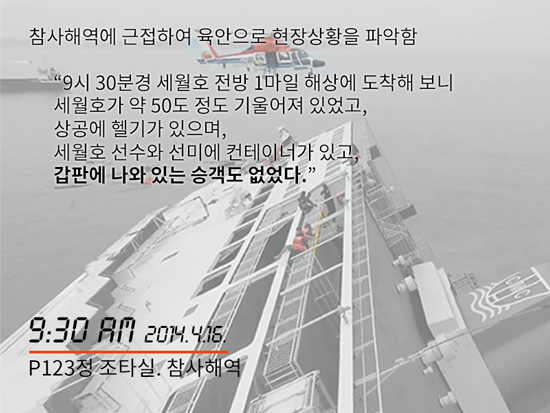 참사해역에 근접하여 육안으로 현장상황을 파악함
“9시 30분경 세월호 전방 1마일 해상에 도착해 보니
세월호가 약 50도 정도 기울어져 있었고,
상공에 헬기가 있으며,
세월호 선수와 선미에 컨테이너가 있고,
갑판에 나와 있는 승객도 없었다.”
9:30 AM 2014.4.16.
P123정 조타실. 참사해역